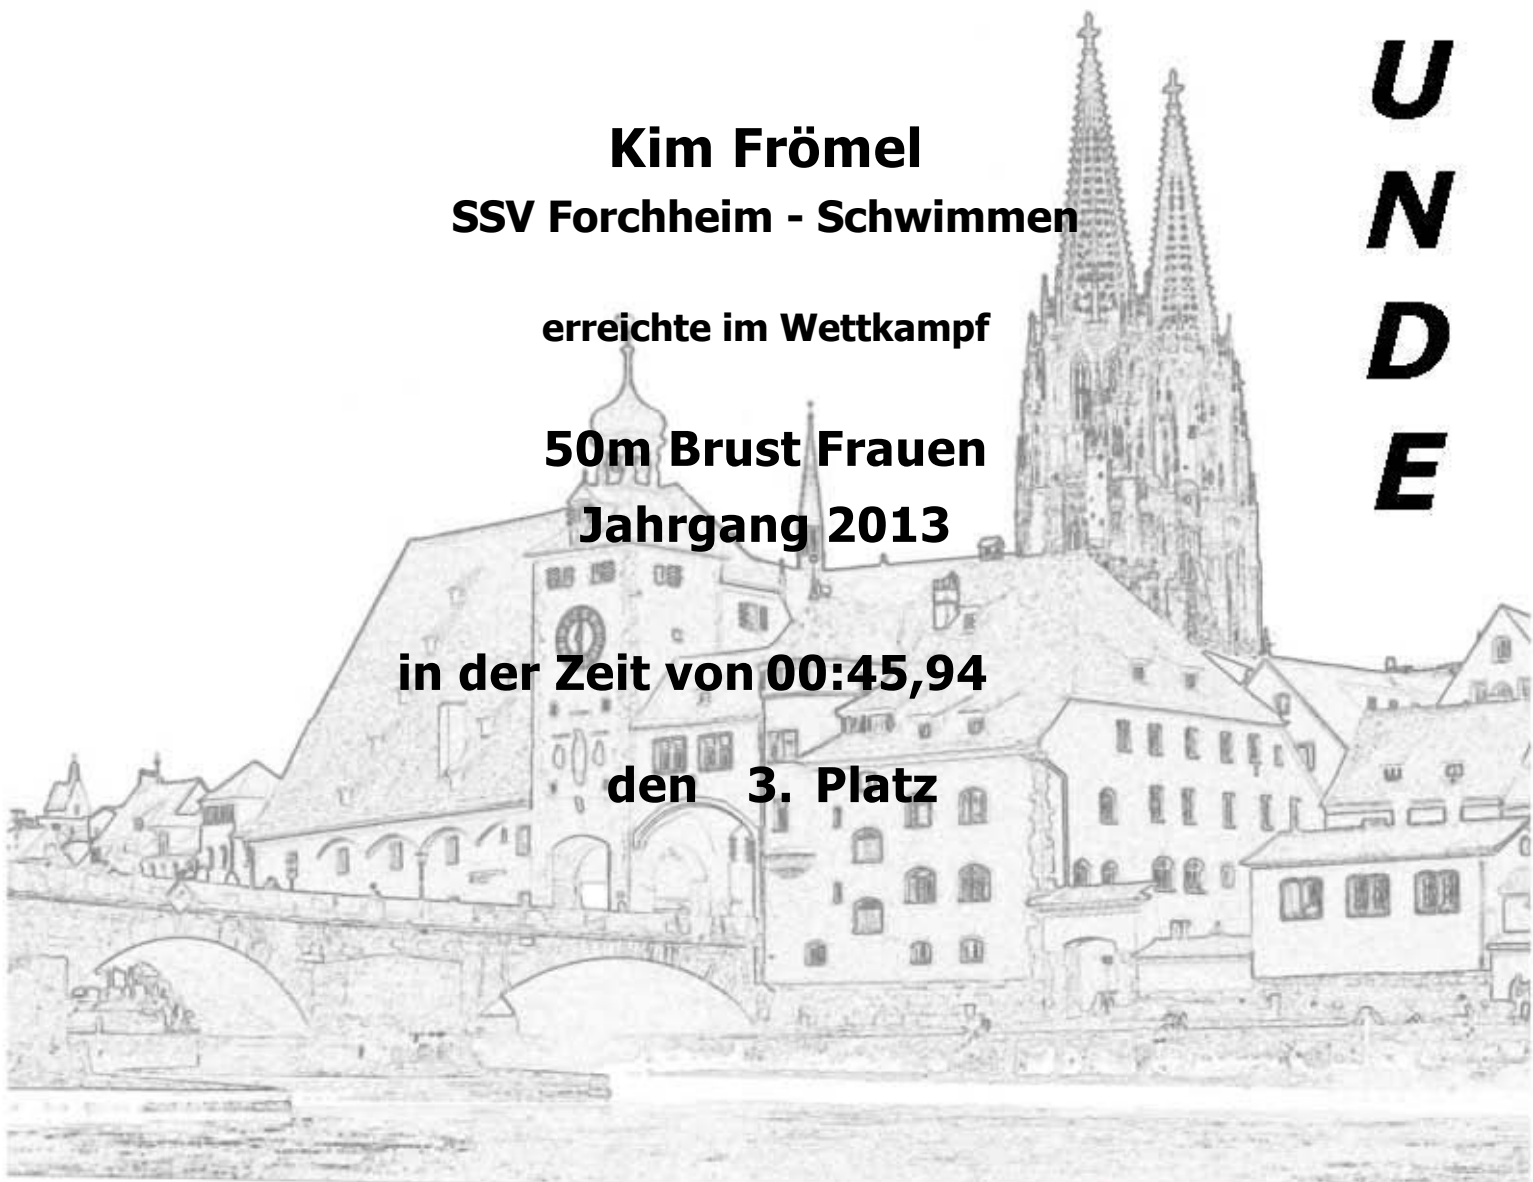 Kim Frömel
SSV Forchheim - Schwimmen
erreichte im Wettkampf
50m Brust Frauen
Jahrgang 2013
in der Zeit von 00:45,94
den 3. Platz
U
N
D
E